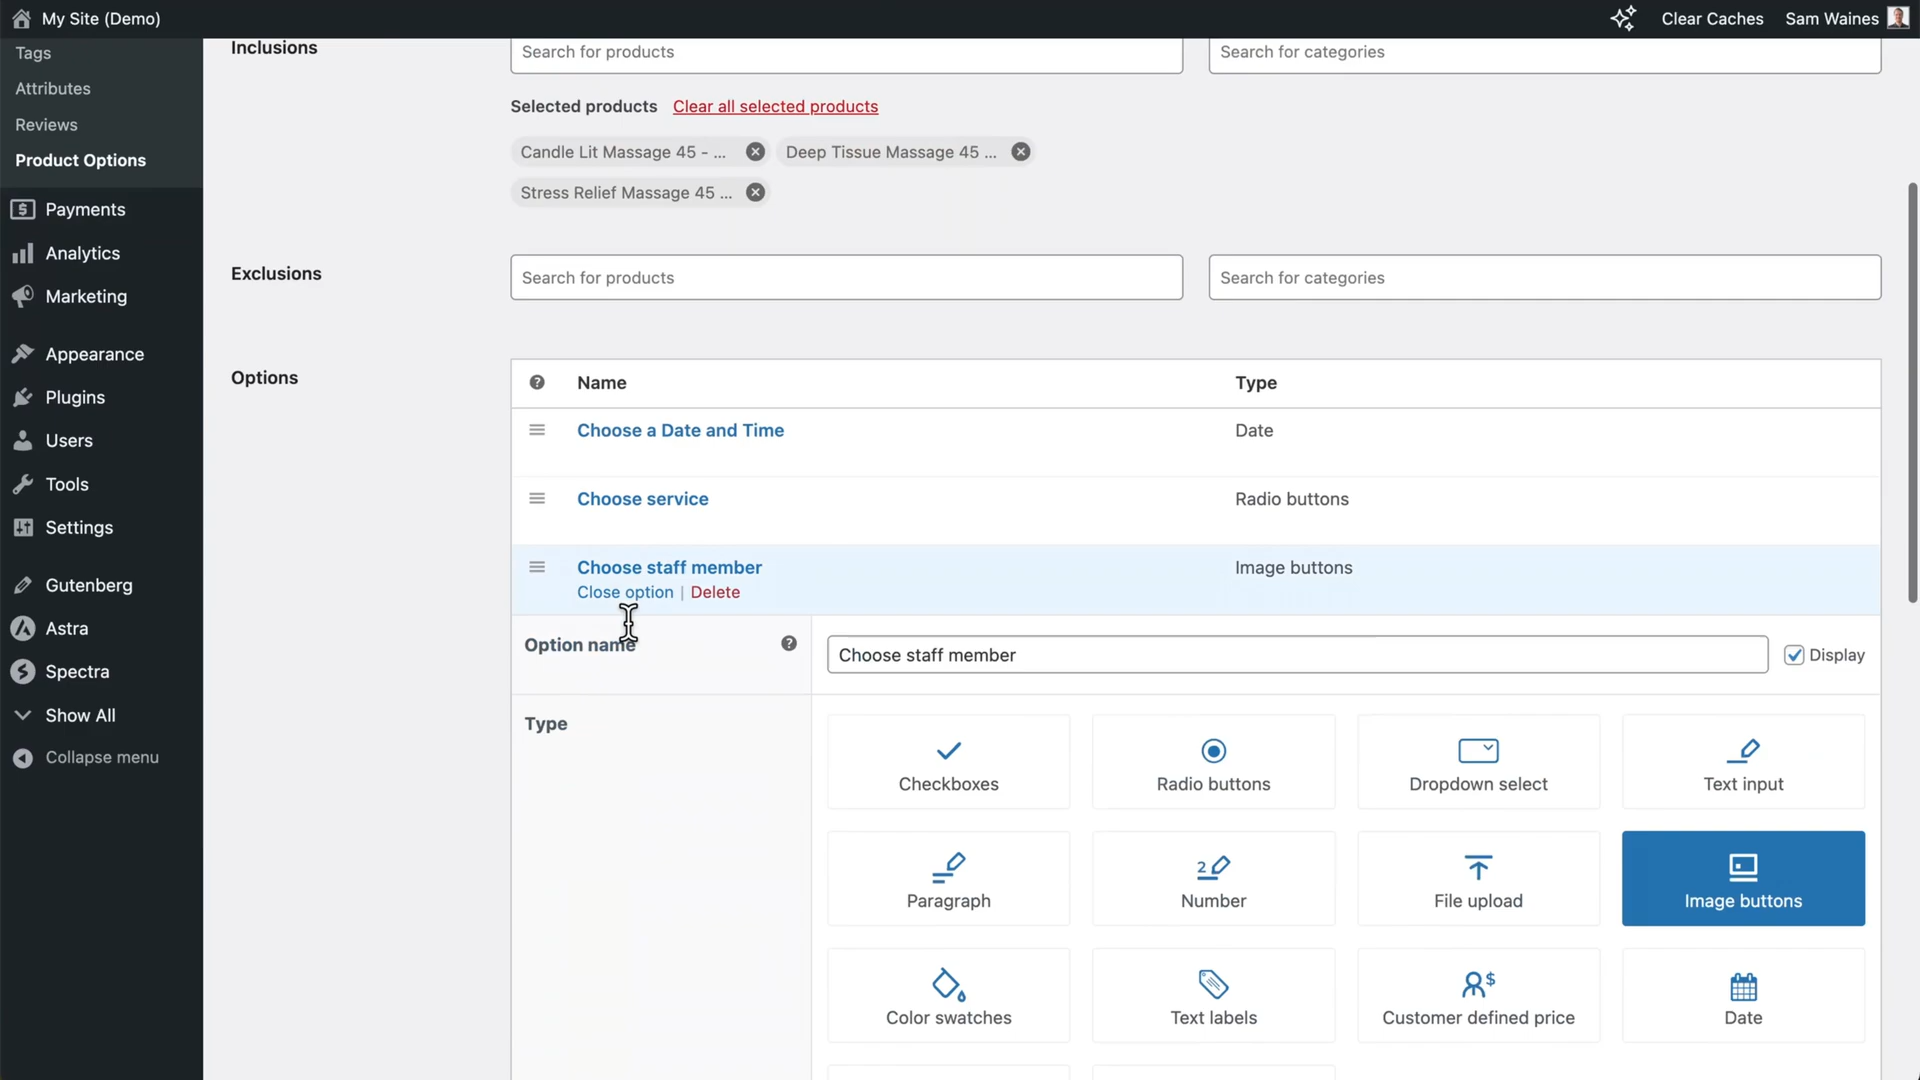 My Site (Demo)
Clear Caches
Sam Waines
Tags
Attributes
Reviews
Product Options
Payments
Analytics
Marketing
Appearance
Plugins
Users
Tools
Settings
Gutenberg
Astra
Spectra
Show All
Collapse menu
Inclusions
Search for products
Search for categories
Selected products Clear all selected products
Candle Lit Massage 45 - ...
Deep Tissue Massage 45 ...
Stress Relief Massage 45 ...
Exclusions
Search for products
Search for categories
Options
Name
Type
Choose a Date and Time
Date
Choose service
Radio buttons
Choose staff member
Image buttons
Close option | Delete
Option name
Choose staff member
Display
Type
Checkboxes
Radio buttons
Dropdown select
Text input
Paragraph
Number
File upload
Image buttons
Color swatches
Text labels
Customer defined price
Date